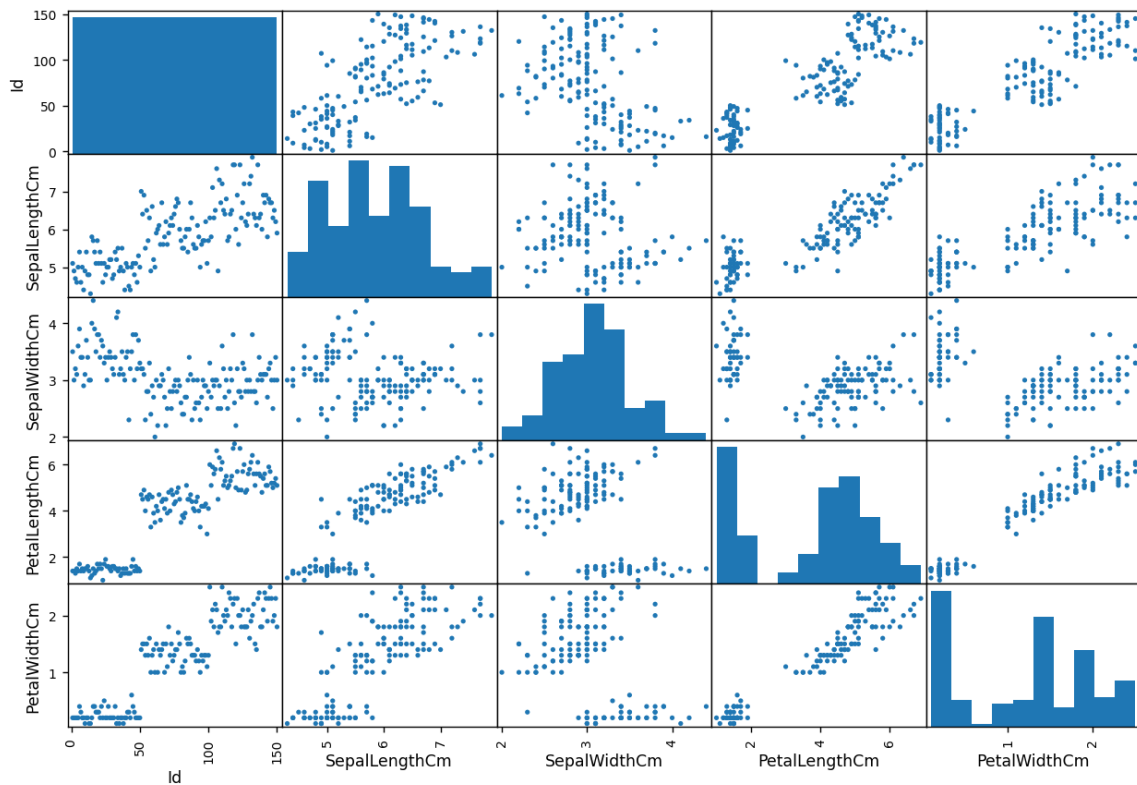 150
100
50
0
Id
7
6
5
SepalLengthCm
4
3
2
SepalWidthCm
6
4
2
PetalLengthCm
2
1
PetalWidthCm
0 50 100 150 5 6 7 2 3 4 2 4 6 1 2
Id SepalLengthCm SepalWidthCm PetalLengthCm PetalWidthCm